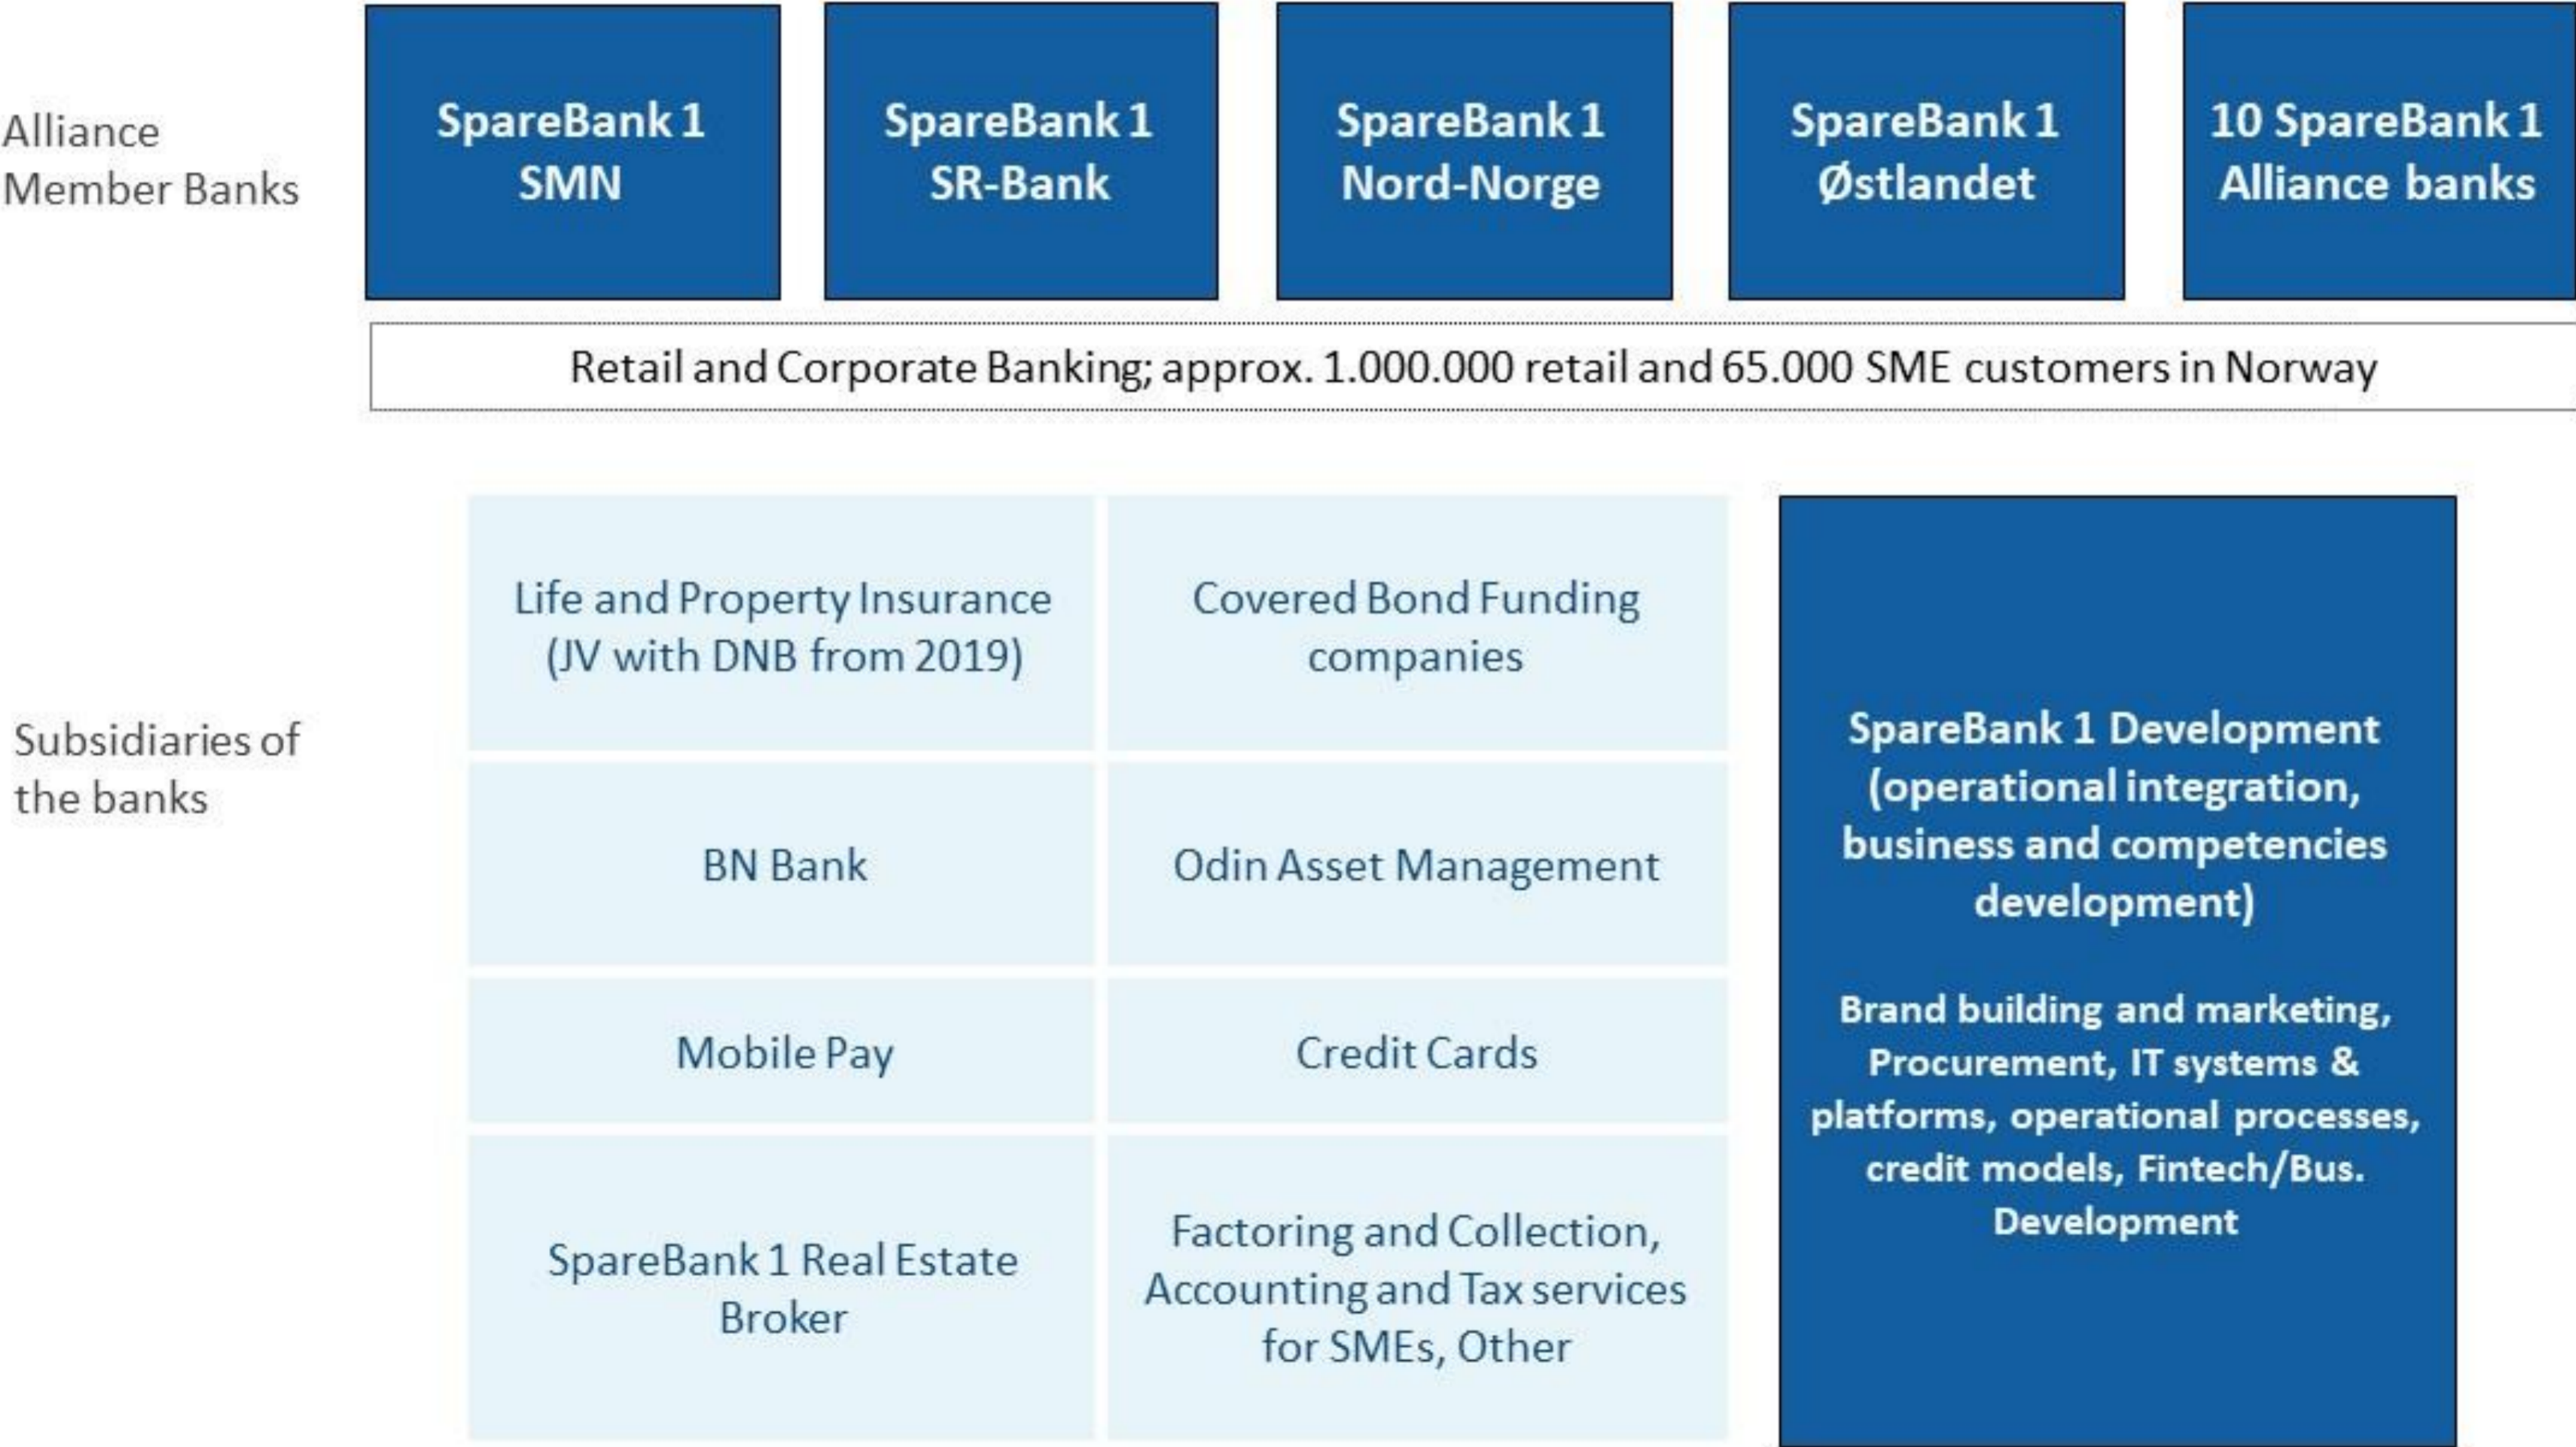 Alliance
Member Banks
SpareBank 1
SMN
SpareBank 1
SR-Bank
SpareBank 1
Nord-Norge
SpareBank 1
Østlandet
10 SpareBank 1
Alliance banks
Retail and Corporate Banking; approx. 1.000.000 retail and 65.000 SME customers in Norway
Subsidiaries of
the banks
Life and Property Insurance
(JV with DNB from 2019)
Covered Bond Funding
companies
BN Bank
Odin Asset Management
Mobile Pay
Credit Cards
SpareBank 1 Real Estate
Broker
Factoring and Collection,
Accounting and Tax services
for SMEs, Other
SpareBank 1 Development
(operational integration,
business and competencies
development)
Brand building and marketing,
Procurement, IT systems &
platforms, operational processes,
credit models, Fintech/Bus.
Development